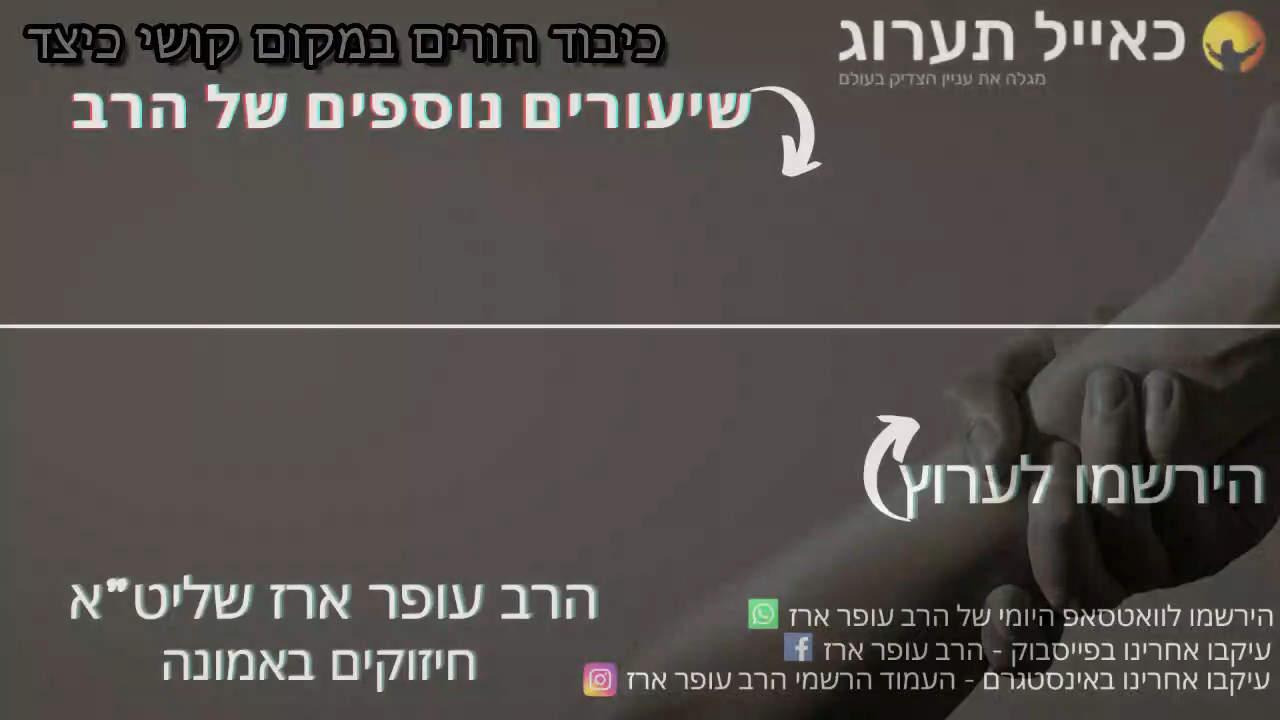 כאייל תערוג
מגלה את עניין הצדיק בעולם
כיבוד הורים במקום קושי כיצד
שיעורים נוספים של הרב
הירשמו לערוץ
הרב עופר ארז שליט"א
חיזוקים באמונה
הירשמו לוואטסאפ היומי של הרב עופר ארז
עיקבו אחרינו בפייסבוק - הרב עופר ארז
עיקבו אחרינו באינסטגרם - העמוד הרשמי הרב עופר ארז